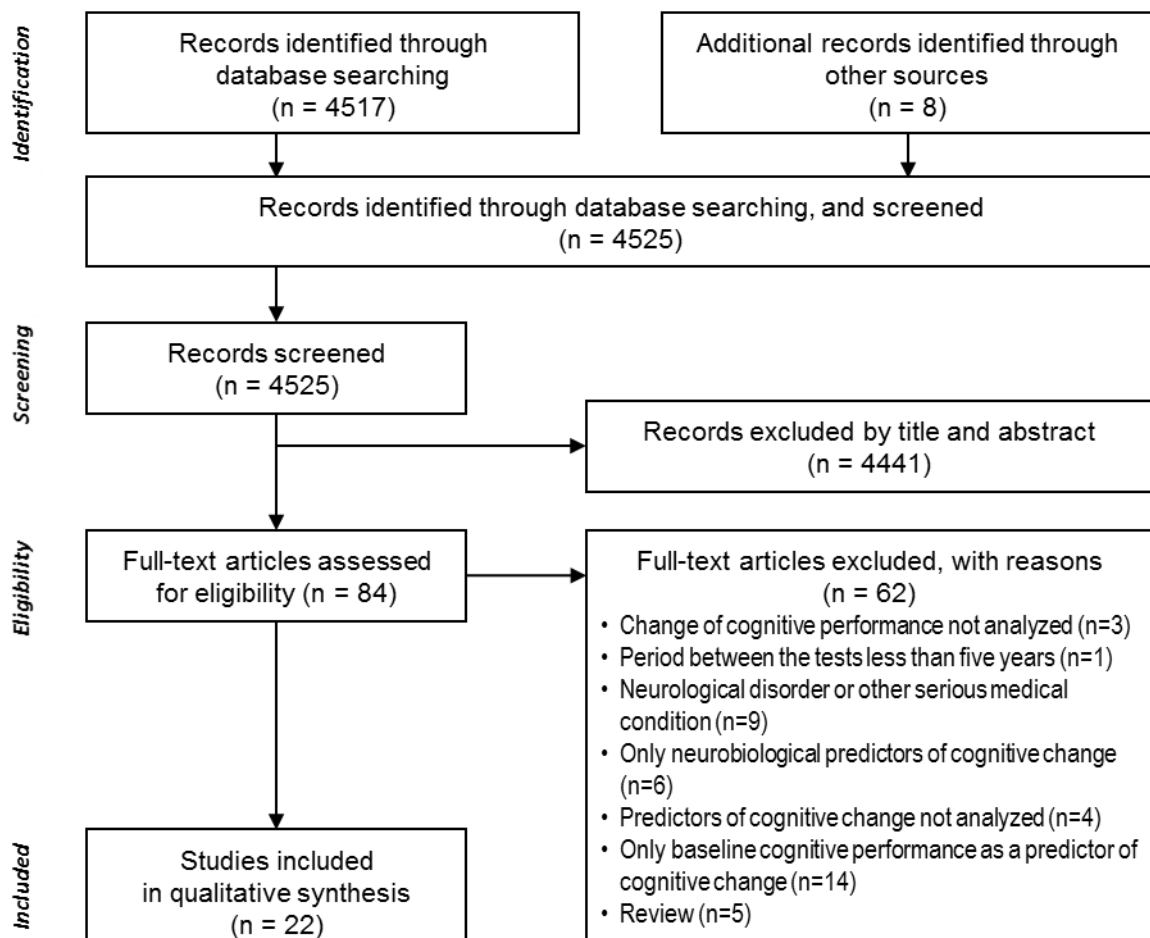 Identification
Records identified through
database searching
(n = 4517)
Additional records identified through
other sources
(n = 8)
Records identified through database searching, and screened
(n = 4525)
Screening
Records screened
(n = 4525)
Records excluded by title and abstract
(n = 4441)
Eligibility
Full-text articles assessed
for eligibility (n = 84)
Full-text articles excluded, with reasons
(n = 62)
• Change of cognitive performance not analyzed (n=3)
• Period between the tests less than five years (n=1)
• Neurological disorder or other serious medical
condition (n=9)
• Only neurobiological predictors of cognitive change
(n=6)
• Predictors of cognitive change not analyzed (n=4)
• Only baseline cognitive performance as a predictor of
cognitive change (n=14)
• Review (n=5)
Included
Studies included
in qualitative synthesis
(n = 22)